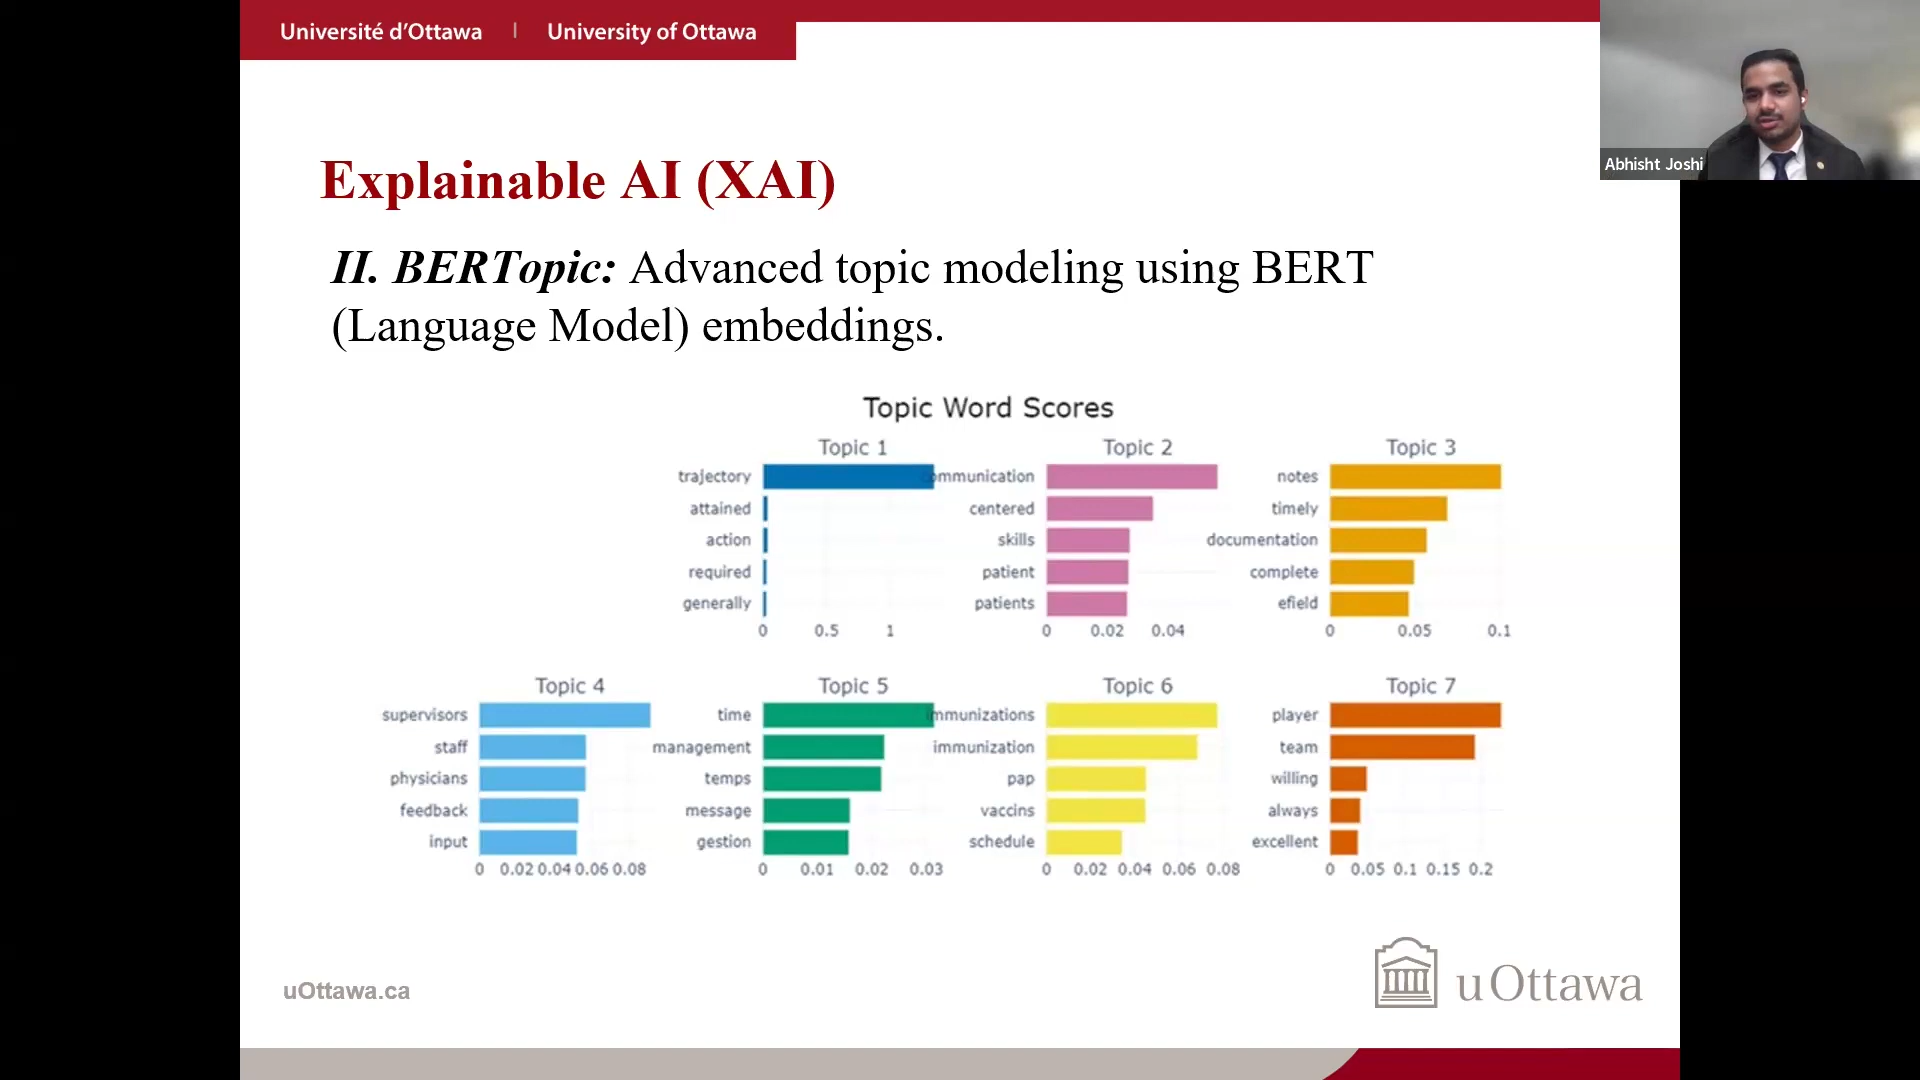 Université d'Ottawa | University of Ottawa
Abhisht Joshi
Explainable AI (XAI)
II. BERTopic: Advanced topic modeling using BERT
(Language Model) embeddings.
Topic Word Scores
Topic 1
trajectory
attained
action
required
generally
0 0.5 1
Topic 2
ommunication
centered
skills
patient
patients
0 0.02 0.04
Topic 3
notes
timely
documentation
complete
efield
0 0.05 0.1
Topic 4
supervisors
staff
physicians
feedback
input
0 0.02 0.04 0.06 0.08
Topic 5
time
management
temps
message
gestion
0 0.01 0.02 0.03
Topic 6
immunizations
immunization
pap
vaccins
schedule
0 0.02 0.04 0.06 0.08
Topic 7
player
team
willing
always
excellent
0 0.05 0.1 0.15 0.2
uOttawa.ca
uOttawa